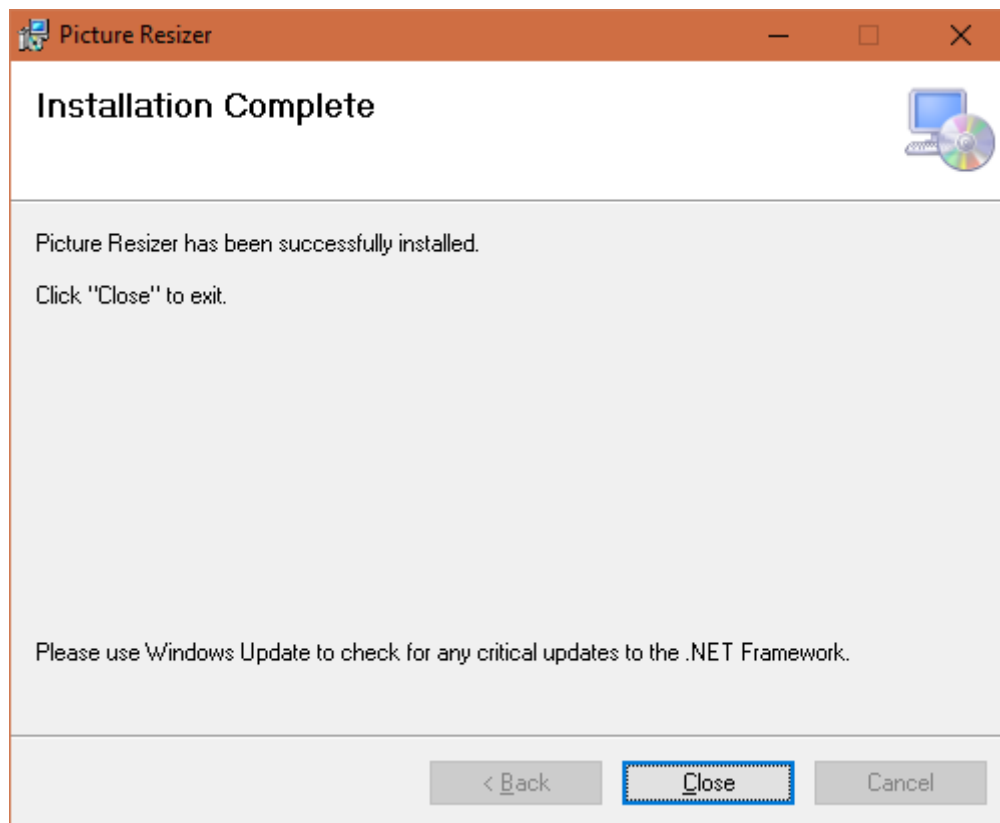 Picture Resizer
Installation Complete
Picture Resizer has been successfully installed.
Click "Close" to exit.
Please use Windows Update to check for any critical updates to the .NET Framework.
< Back
Close
Cancel